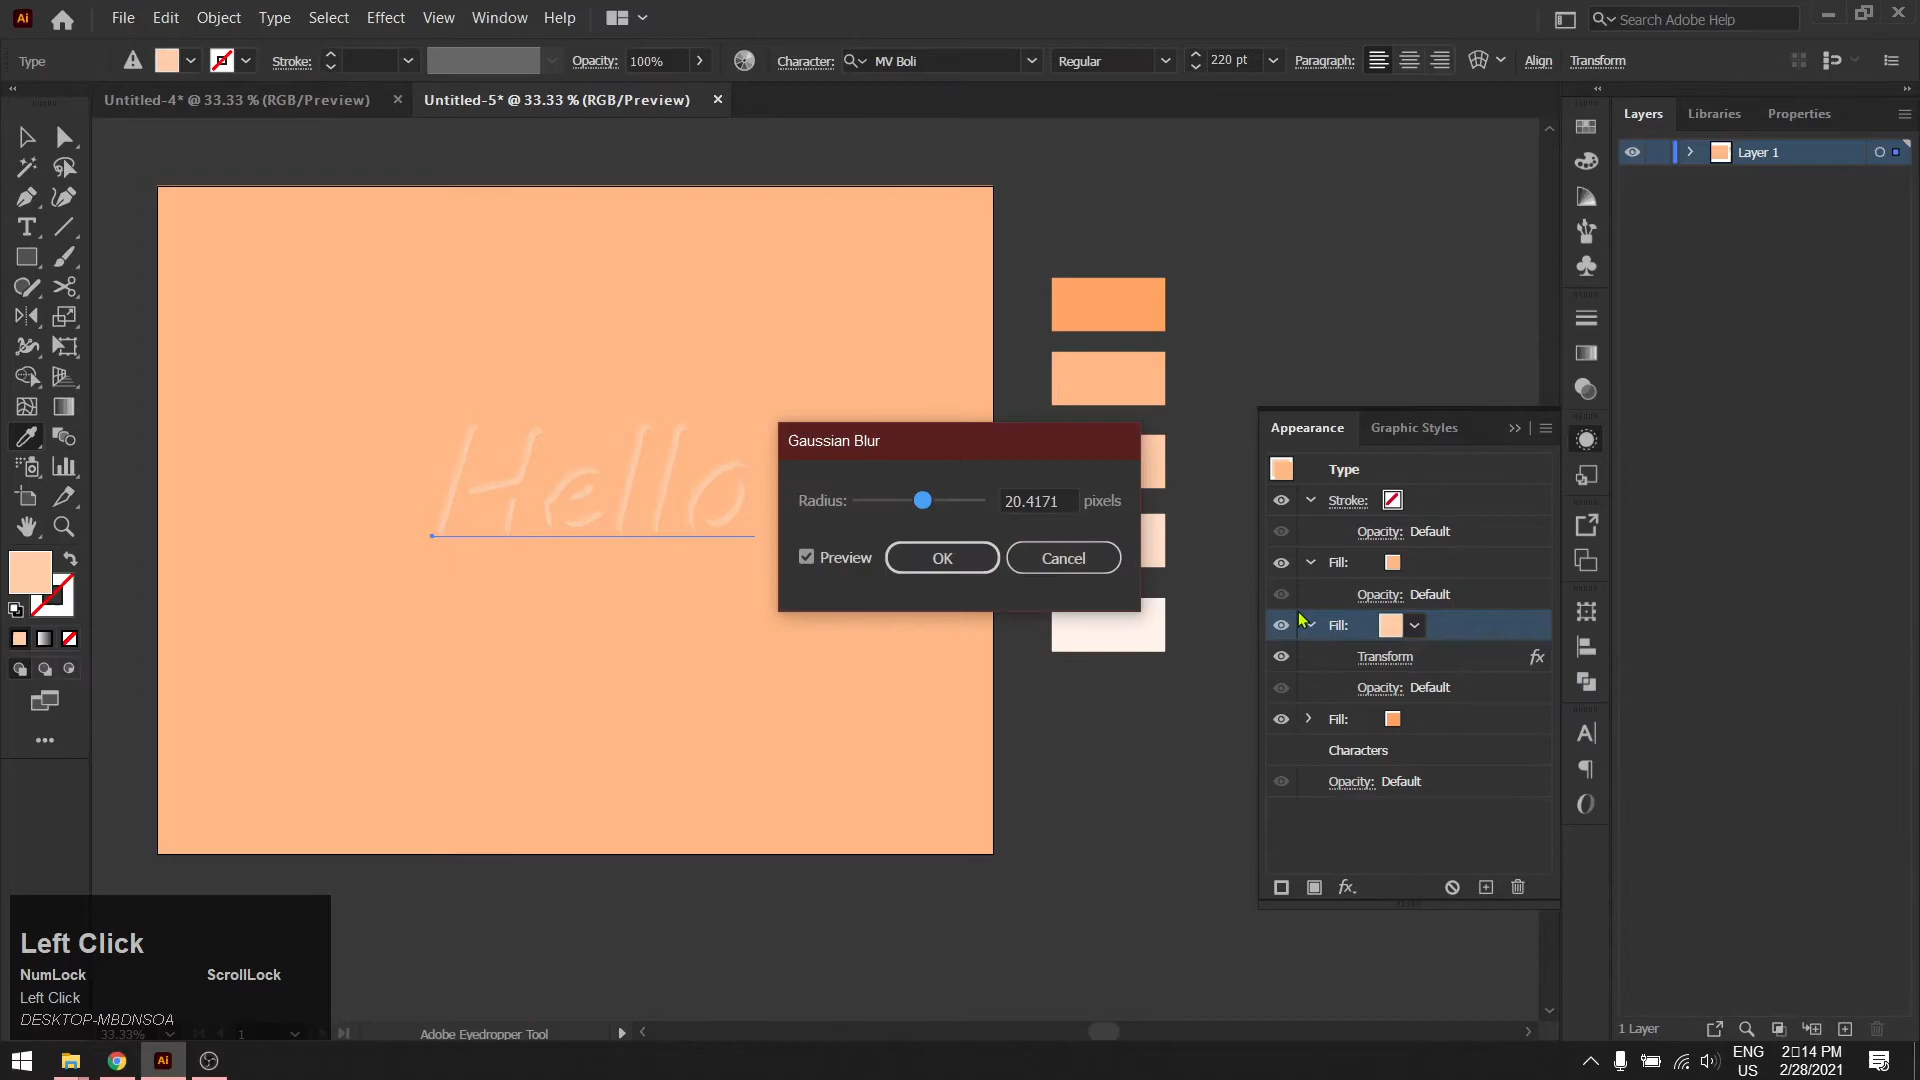 Ai File Edit Object Type Select Effect View Window Help Search Adobe Help
Type Stroke: Opacity: 100% Character: MV Boli Regular 220 pt Paragraph: Align Transform
Untitled-4* @ 33.33 % (RGB/Preview) Untitled-5* @ 33.33 % (RGB/Preview)
Layers Libraries Properties
Layer 1
Hello
Gaussian Blur
Radius: 20.4171 pixels
Preview OK Cancel
Appearance Graphic Styles
Type
Stroke:
Opacity: Default
Fill:
Opacity: Default
Fill:
Transform fx
Opacity: Default
Fill:
Characters
Opacity: Default
fx
Left Click
NumLock ScrollLock
Left Click
DESKTOP-MBDNSOA
33.33% 1 Adobe Eyedropper Tool
1 Layer
Ai ENG 2:14 PM
US 2/28/2021